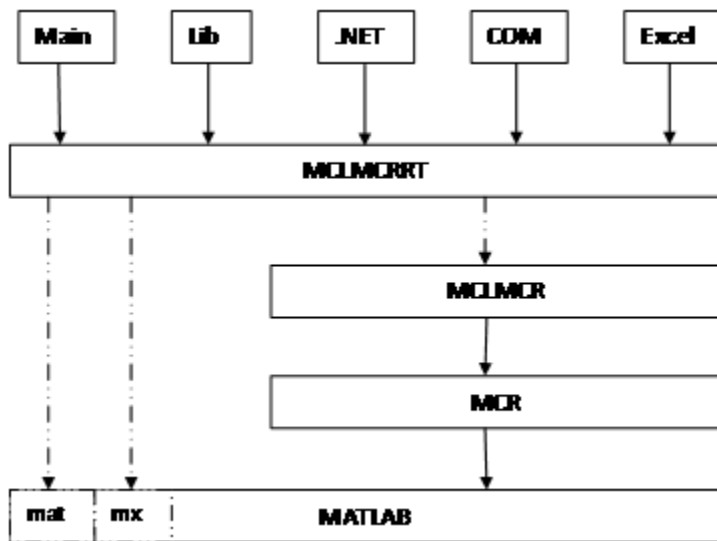 Main Lib .NET COM Excel
MCLMCRRT
MCLMCR
MCR
mat mx MATLAB